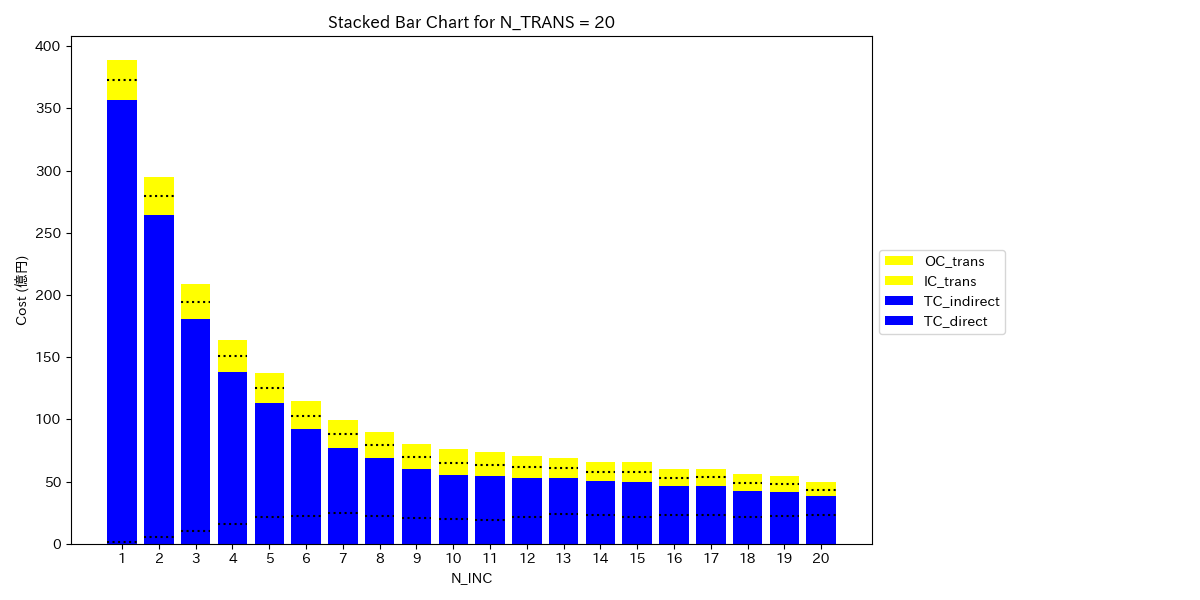 Stacked Bar Chart for N_TRANS = 20
Cost (億円)
400
350
300
250
200
150
100
50
0
1 2 3 4 5 6 7 8 9 10 11 12 13 14 15 16 17 18 19 20
N_INC
OC_trans
IC_trans
TC_indirect
TC_direct